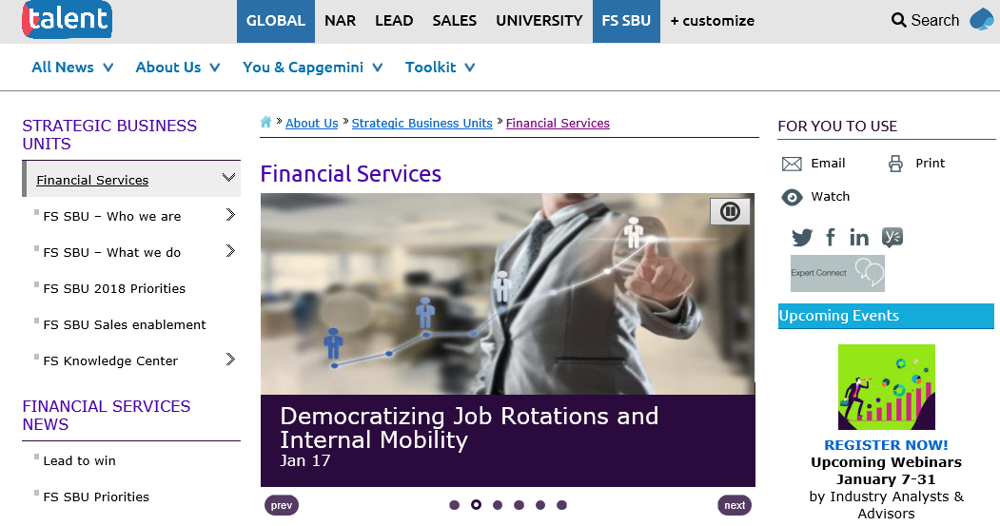 talent
GLOBAL NAR LEAD SALES UNIVERSITY FS SBU + customize Search
All News About Us You & Capgemini Toolkit
STRATEGIC BUSINESS
UNITS
Financial Services
FS SBU – Who we are
FS SBU – What we do
FS SBU 2018 Priorities
FS SBU Sales enablement
FS Knowledge Center
FINANCIAL SERVICES
NEWS
Lead to win
FS SBU Priorities
About Us Strategic Business Units Financial Services
Financial Services
Democratizing Job Rotations and
Internal Mobility
Jan 17
prev next
FOR YOU TO USE
Email Print
Watch
Expert Connect
Upcoming Events
REGISTER NOW!
Upcoming Webinars
January 7-31
by Industry Analysts &
Advisors